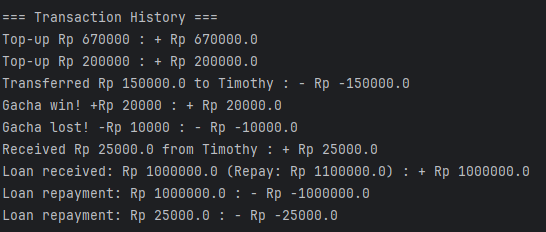 === Transaction History ===
Top-up Rp 670000 : + Rp 670000.0
Top-up Rp 200000 : + Rp 200000.0
Transferred Rp 150000.0 to Timothy : - Rp -150000.0
Gacha win! +Rp 20000 : + Rp 20000.0
Gacha lost! -Rp 10000 : - Rp -10000.0
Received Rp 25000.0 from Timothy : + Rp 25000.0
Loan received: Rp 1000000.0 (Repay: Rp 1100000.0) : + Rp 1000000.0
Loan repayment: Rp 1000000.0 : - Rp -1000000.0
Loan repayment: Rp 25000.0 : - Rp -25000.0